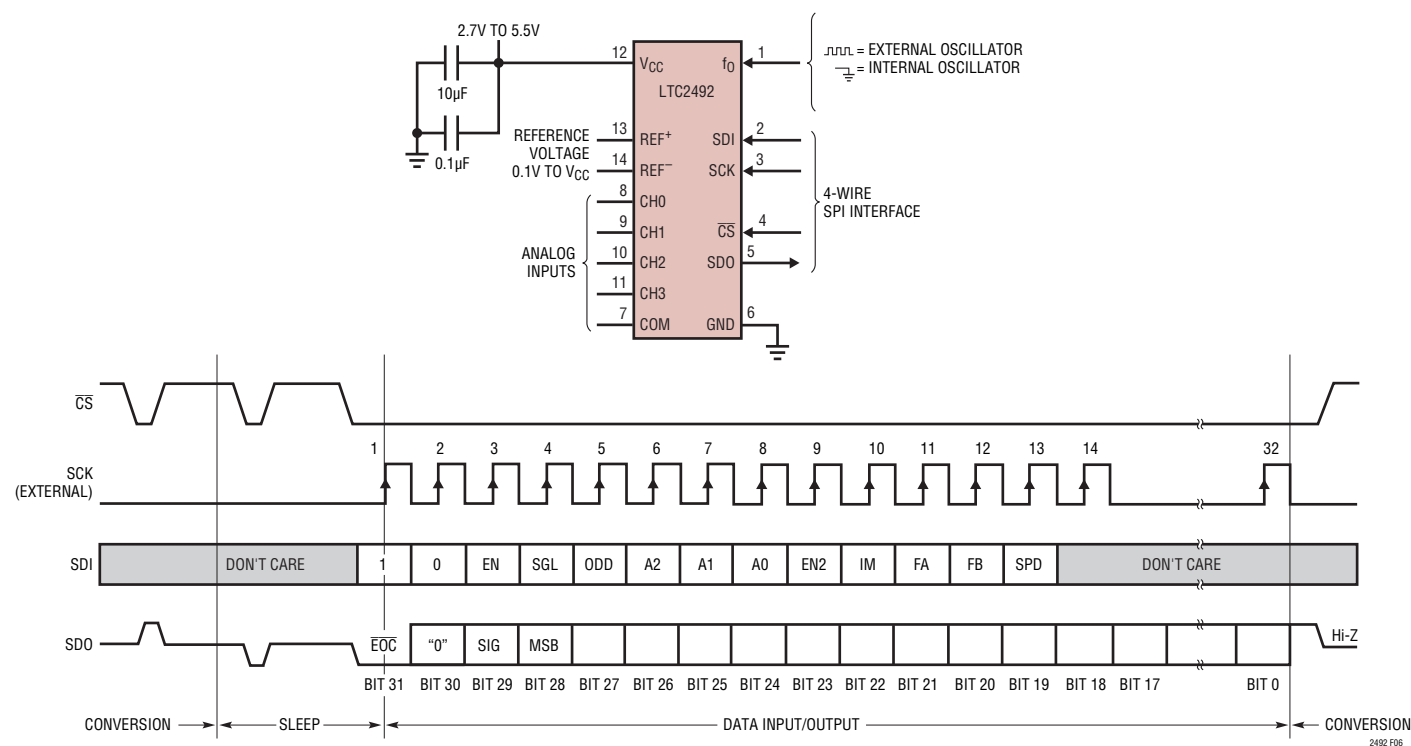 2.7V TO 5.5V
10µF
0.1µF
REFERENCE
VOLTAGE
0.1V TO VCC
ANALOG
INPUTS
12
13
14
8
9
10
11
7
VCC
LTC2492
REF+
REF–
CH0
CH1
CH2
CH3
COM
fO
SDI
SCK
CS
SDO
GND
1
2
3
4
5
6
= EXTERNAL OSCILLATOR
= INTERNAL OSCILLATOR
4-WIRE
SPI INTERFACE
CS
1 2 3 4 5 6 7 8 9 10 11 12 13 14 32
SCK
(EXTERNAL)
SDI DON'T CARE 1 0 EN SGL ODD A2 A1 A0 EN2 IM FA FB SPD DON'T CARE
SDO EOC “0” SIG MSB Hi-Z
BIT 31 BIT 30 BIT 29 BIT 28 BIT 27 BIT 26 BIT 25 BIT 24 BIT 23 BIT 22 BIT 21 BIT 20 BIT 19 BIT 18 BIT 17 BIT 0
CONVERSION SLEEP DATA INPUT/OUTPUT CONVERSION
2492 F06